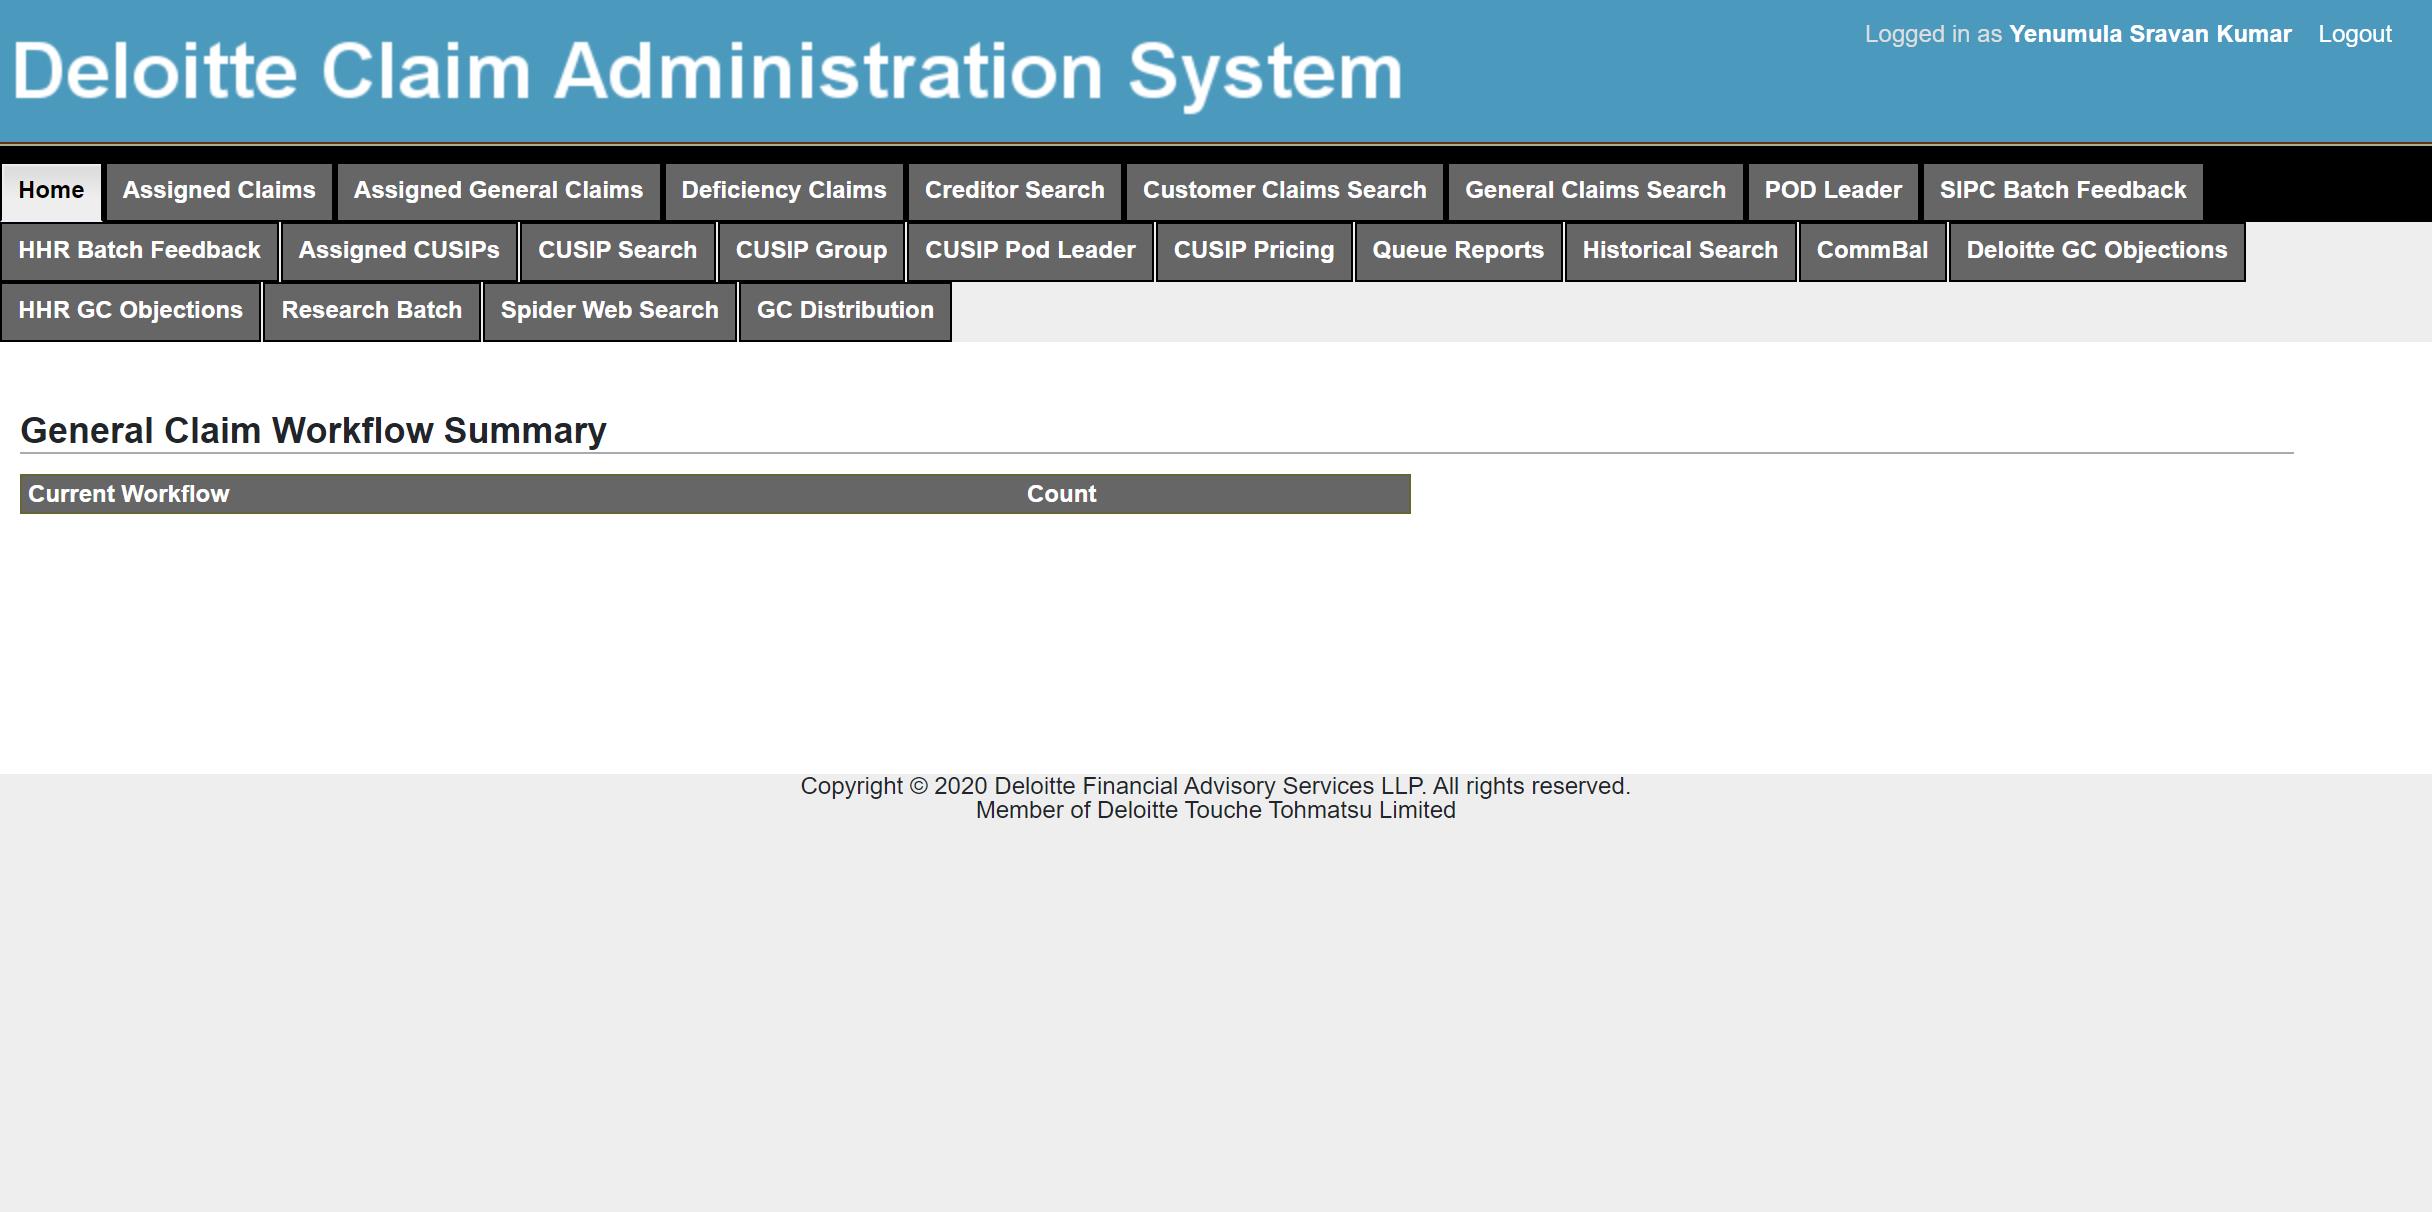 Deloitte Claim Administration System
Logged in as Yenumula Sravan Kumar Logout
Home Assigned Claims Assigned General Claims Deficiency Claims Creditor Search Customer Claims Search General Claims Search POD Leader SIPC Batch Feedback
HHR Batch Feedback Assigned CUSIPs CUSIP Search CUSIP Group CUSIP Pod Leader CUSIP Pricing Queue Reports Historical Search CommBal Deloitte GC Objections
HHR GC Objections Research Batch Spider Web Search GC Distribution
General Claim Workflow Summary
Current Workflow Count
Copyright © 2020 Deloitte Financial Advisory Services LLP. All rights reserved.
Member of Deloitte Touche Tohmatsu Limited